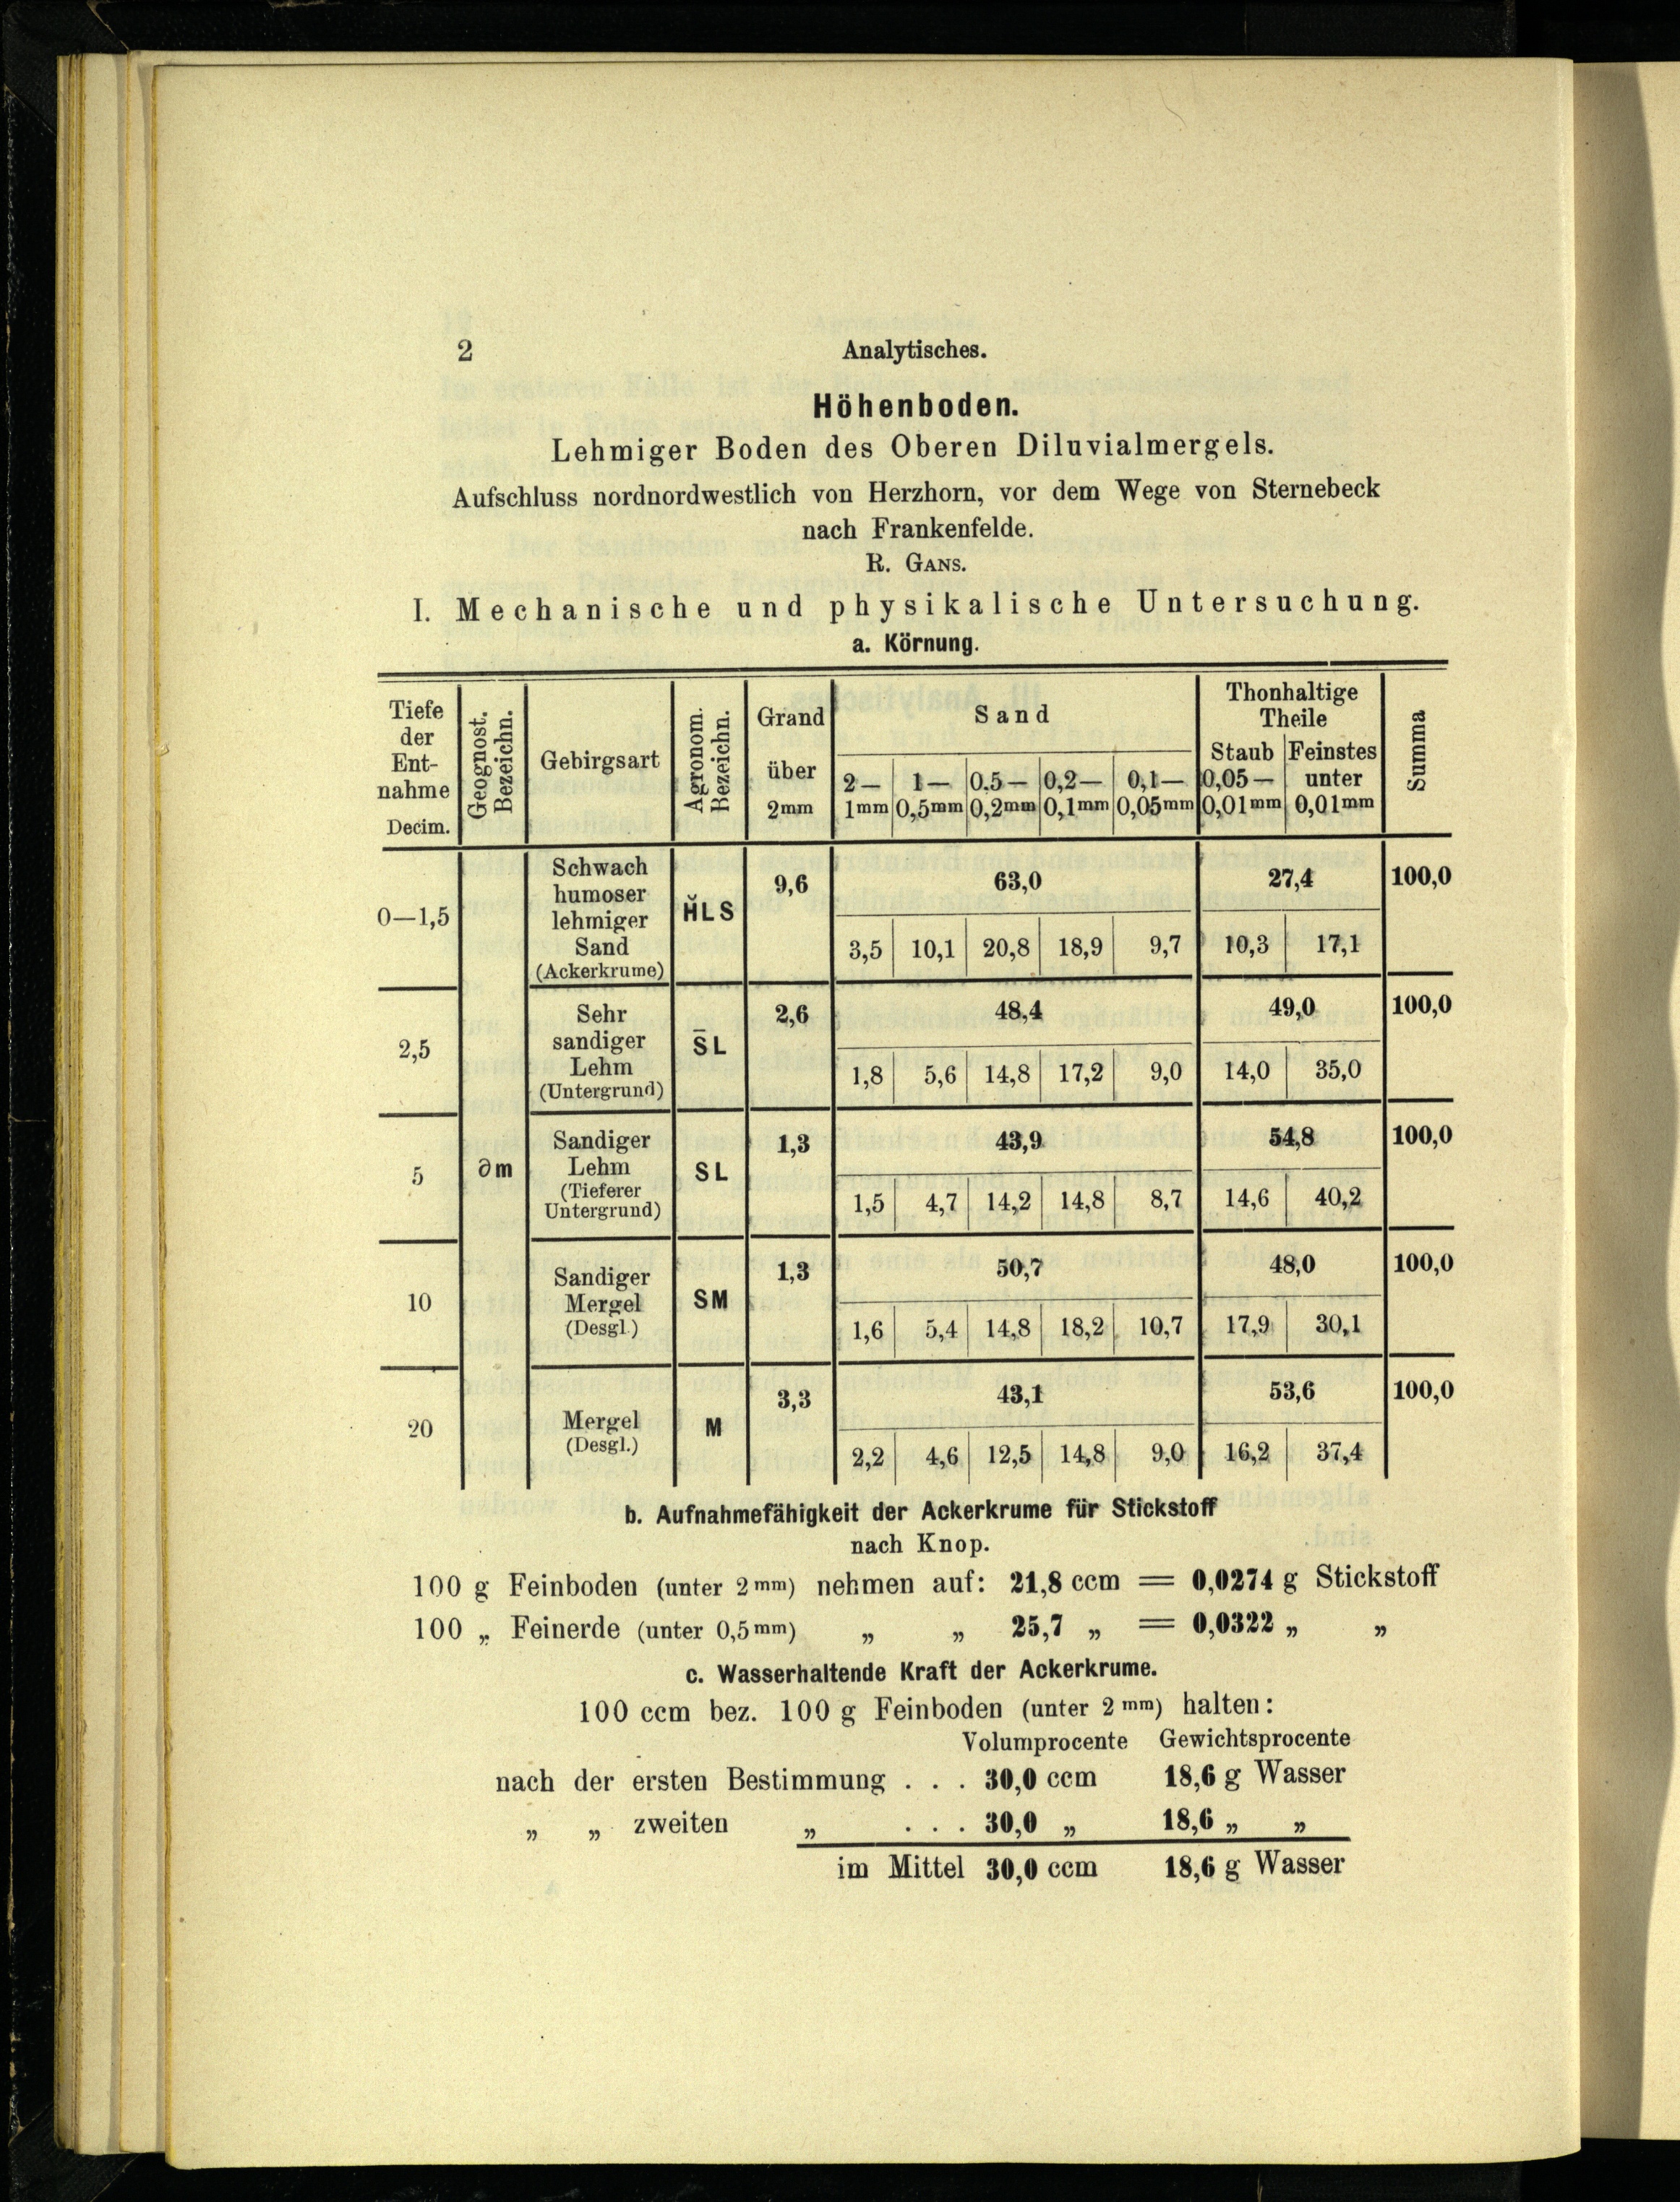 2 Analytisches.
Höhenboden.
Lehmiger Boden des Oberen Diluvialmergels.
Aufschluss nordnordwestlich von Herzhorn, vor dem Wege von Sternebeck
nach Frankenfelde.
R. GANS.
I. Mechanische und physikalische Untersuchung.
a. Körnung.
Tiefe der Ent-nahme Decim. | Geognost. Bezeichn. | Gebirgsart | Agronom. Bezeichn. | Grand über 2mm | Sand | Thonhaltige Theile | Summa
2— 1mm | 1— 0,5mm | 0,5— 0,2mm | 0,2— 0,1mm | 0,1— 0,05mm | Staub 0,05— 0,01mm | Feinstes unter 0,01mm
0—1,5 | Schwach humoser lehmiger Sand (Ackerkrume) | H̆LS | 9,6 | 63,0 | 27,4 | 100,0
3,5 | 10,1 | 20,8 | 18,9 | 9,7 | 10,3 | 17,1
2,5 | Sehr sandiger Lehm (Untergrund) | S̄L | 2,6 | 48,4 | 49,0 | 100,0
1,8 | 5,6 | 14,8 | 17,2 | 9,0 | 14,0 | 35,0
5 | ∂m | Sandiger Lehm (Tieferer Untergrund) | SL | 1,3 | 43,9 | 54,8 | 100,0
1,5 | 4,7 | 14,2 | 14,8 | 8,7 | 14,6 | 40,2
10 | Sandiger Mergel (Desgl.) | SM | 1,3 | 50,7 | 48,0 | 100,0
1,6 | 5,4 | 14,8 | 18,2 | 10,7 | 17,9 | 30,1
20 | Mergel (Desgl.) | M | 3,3 | 43,1 | 53,6 | 100,0
2,2 | 4,6 | 12,5 | 14,8 | 9,0 | 16,2 | 37,4
b. Aufnahmefähigkeit der Ackerkrume für Stickstoff
nach Knop.
100 g Feinboden (unter 2mm) nehmen auf: 21,8 ccm = 0,0274 g Stickstoff
100 „ Feinerde (unter 0,5mm) „ „ 25,7 „ = 0,0322 „ „
c. Wasserhaltende Kraft der Ackerkrume.
100 ccm bez. 100 g Feinboden (unter 2mm) halten:
Volumprocente Gewichtsprocente
nach der ersten Bestimmung . . . 30,0 ccm 18,6 g Wasser
„ „ zweiten „ . . . 30,0 „ 18,6 „ „
im Mittel 30,0 ccm 18,6 g Wasser